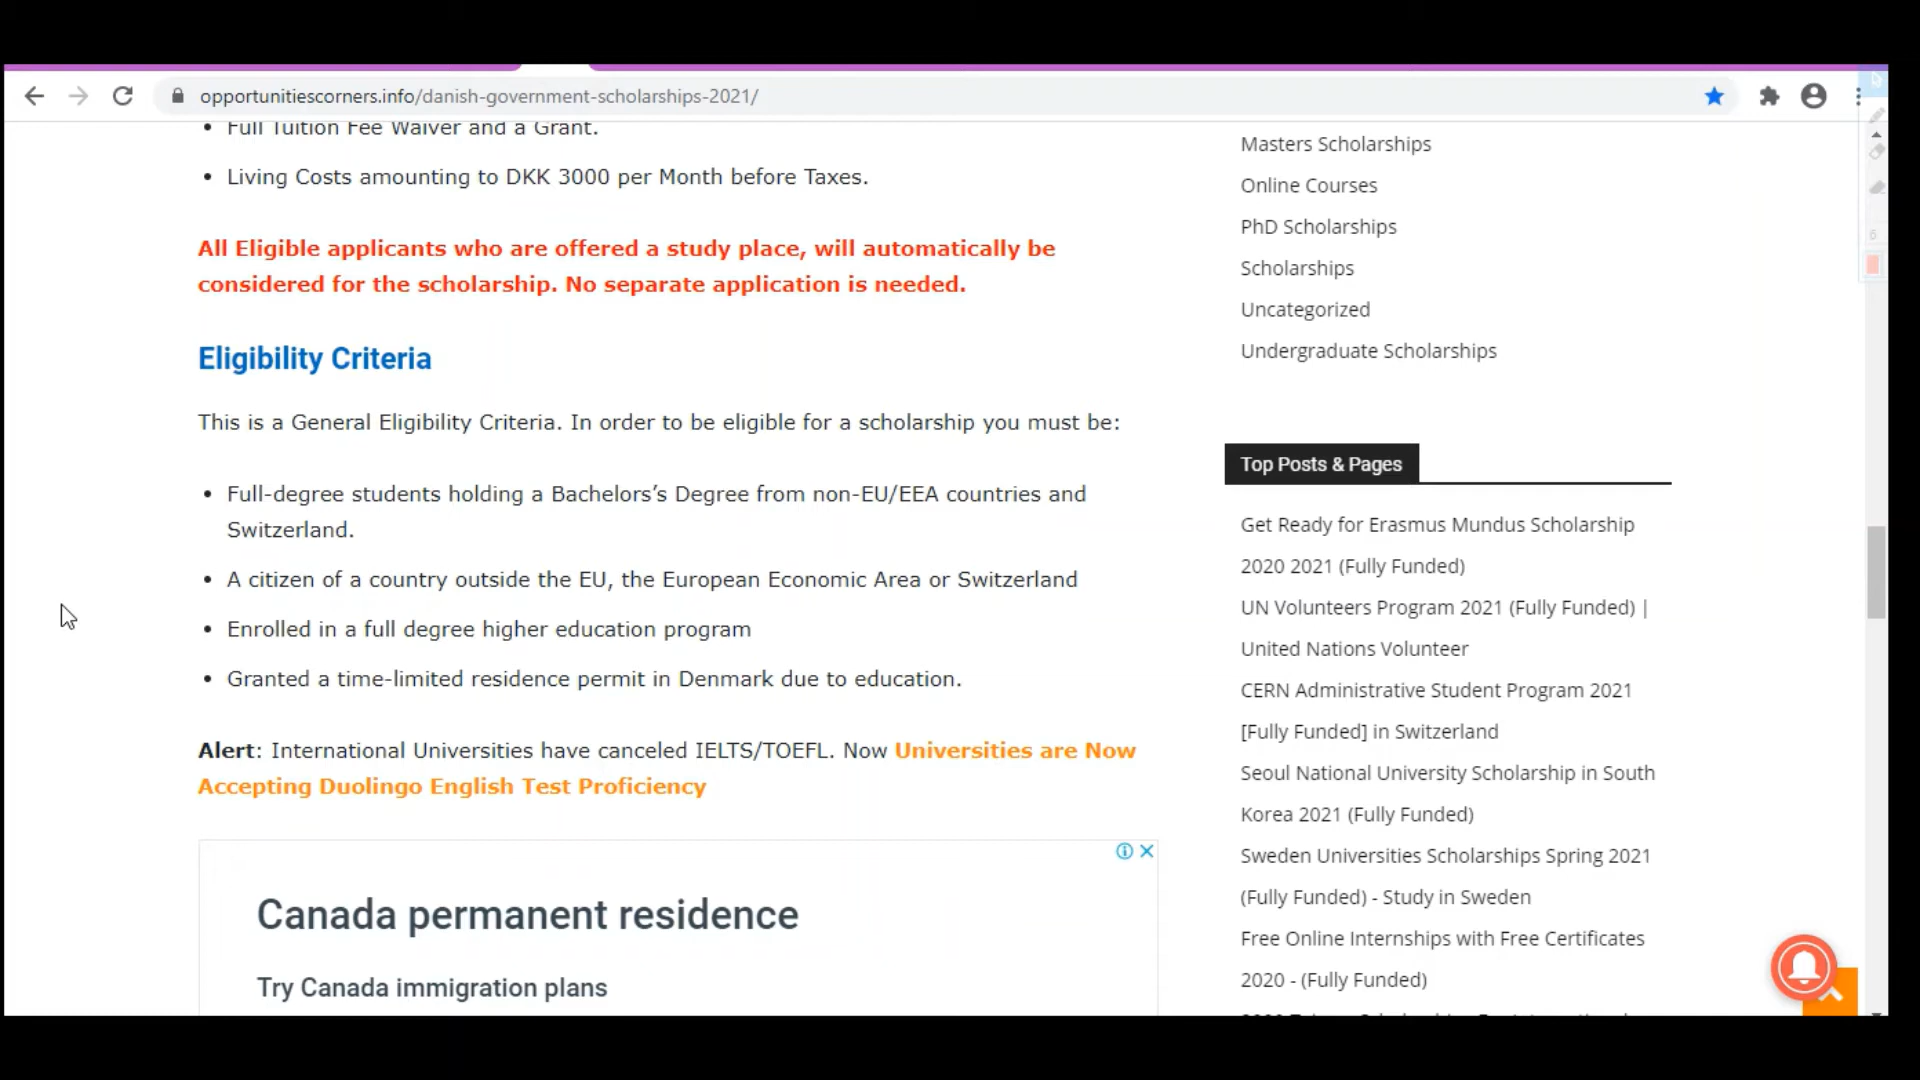 opportunitiescorners.info/danish-government-scholarships-2021/
Full Tuition Fee Waiver and a Grant.
Living Costs amounting to DKK 3000 per Month before Taxes.
All Eligible applicants who are offered a study place, will automatically be
considered for the scholarship. No separate application is needed.
Eligibility Criteria
This is a General Eligibility Criteria. In order to be eligible for a scholarship you must be:
Full-degree students holding a Bachelors’s Degree from non-EU/EEA countries and
Switzerland.
A citizen of a country outside the EU, the European Economic Area or Switzerland
Enrolled in a full degree higher education program
Granted a time-limited residence permit in Denmark due to education.
Alert: International Universities have canceled IELTS/TOEFL. Now Universities are Now
Accepting Duolingo English Test Proficiency
Canada permanent residence
Try Canada immigration plans
Masters Scholarships
Online Courses
PhD Scholarships
Scholarships
Uncategorized
Undergraduate Scholarships
Top Posts & Pages
Get Ready for Erasmus Mundus Scholarship
2020 2021 (Fully Funded)
UN Volunteers Program 2021 (Fully Funded) |
United Nations Volunteer
CERN Administrative Student Program 2021
[Fully Funded] in Switzerland
Seoul National University Scholarship in South
Korea 2021 (Fully Funded)
Sweden Universities Scholarships Spring 2021
(Fully Funded) - Study in Sweden
Free Online Internships with Free Certificates
2020 - (Fully Funded)
6